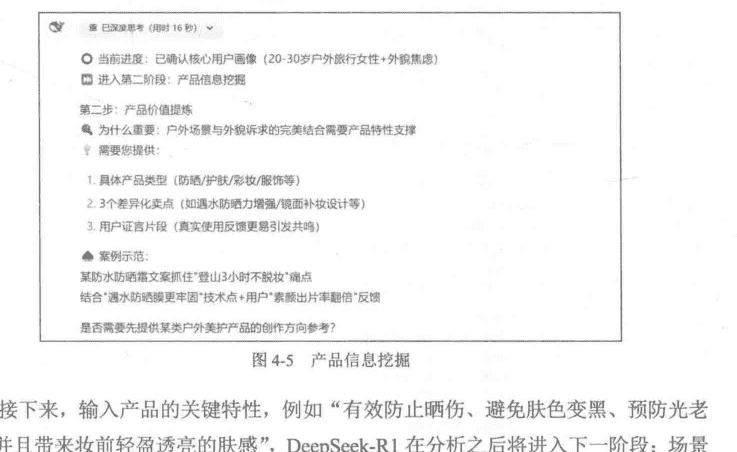 已深度思考（用时 16 秒）
当前进度：已确认核心用户画像（20-30岁户外旅行女性+外貌焦虑）
进入第二阶段：产品信息挖掘
第二步：产品价值提炼
为什么重要：户外场景与外貌诉求的完美结合需要产品特性支撑
需要您提供：
1. 具体产品类型（防晒/护肤/彩妆/服饰等）
2. 3个差异化卖点（如遇水防晒力增强/镜面补妆设计等）
3. 用户证言片段（真实使用反馈更易引发共鸣）
案例示范：
某防水防晒霜文案抓住"登山3小时不脱妆"痛点
结合"遇水防晒膜更牢固"技术点+用户"素颜出片率翻倍"反馈
是否需要先提供某类户外美护产品的创作方向参考？
图 4-5 产品信息挖掘
接下来，输入产品的关键特性，例如“有效防止晒伤、避免肤色变黑、预防光老
并且带来妆前轻盈透亮的肤感”，DeepSeek-R1 在分析之后将进入下一阶段：场景